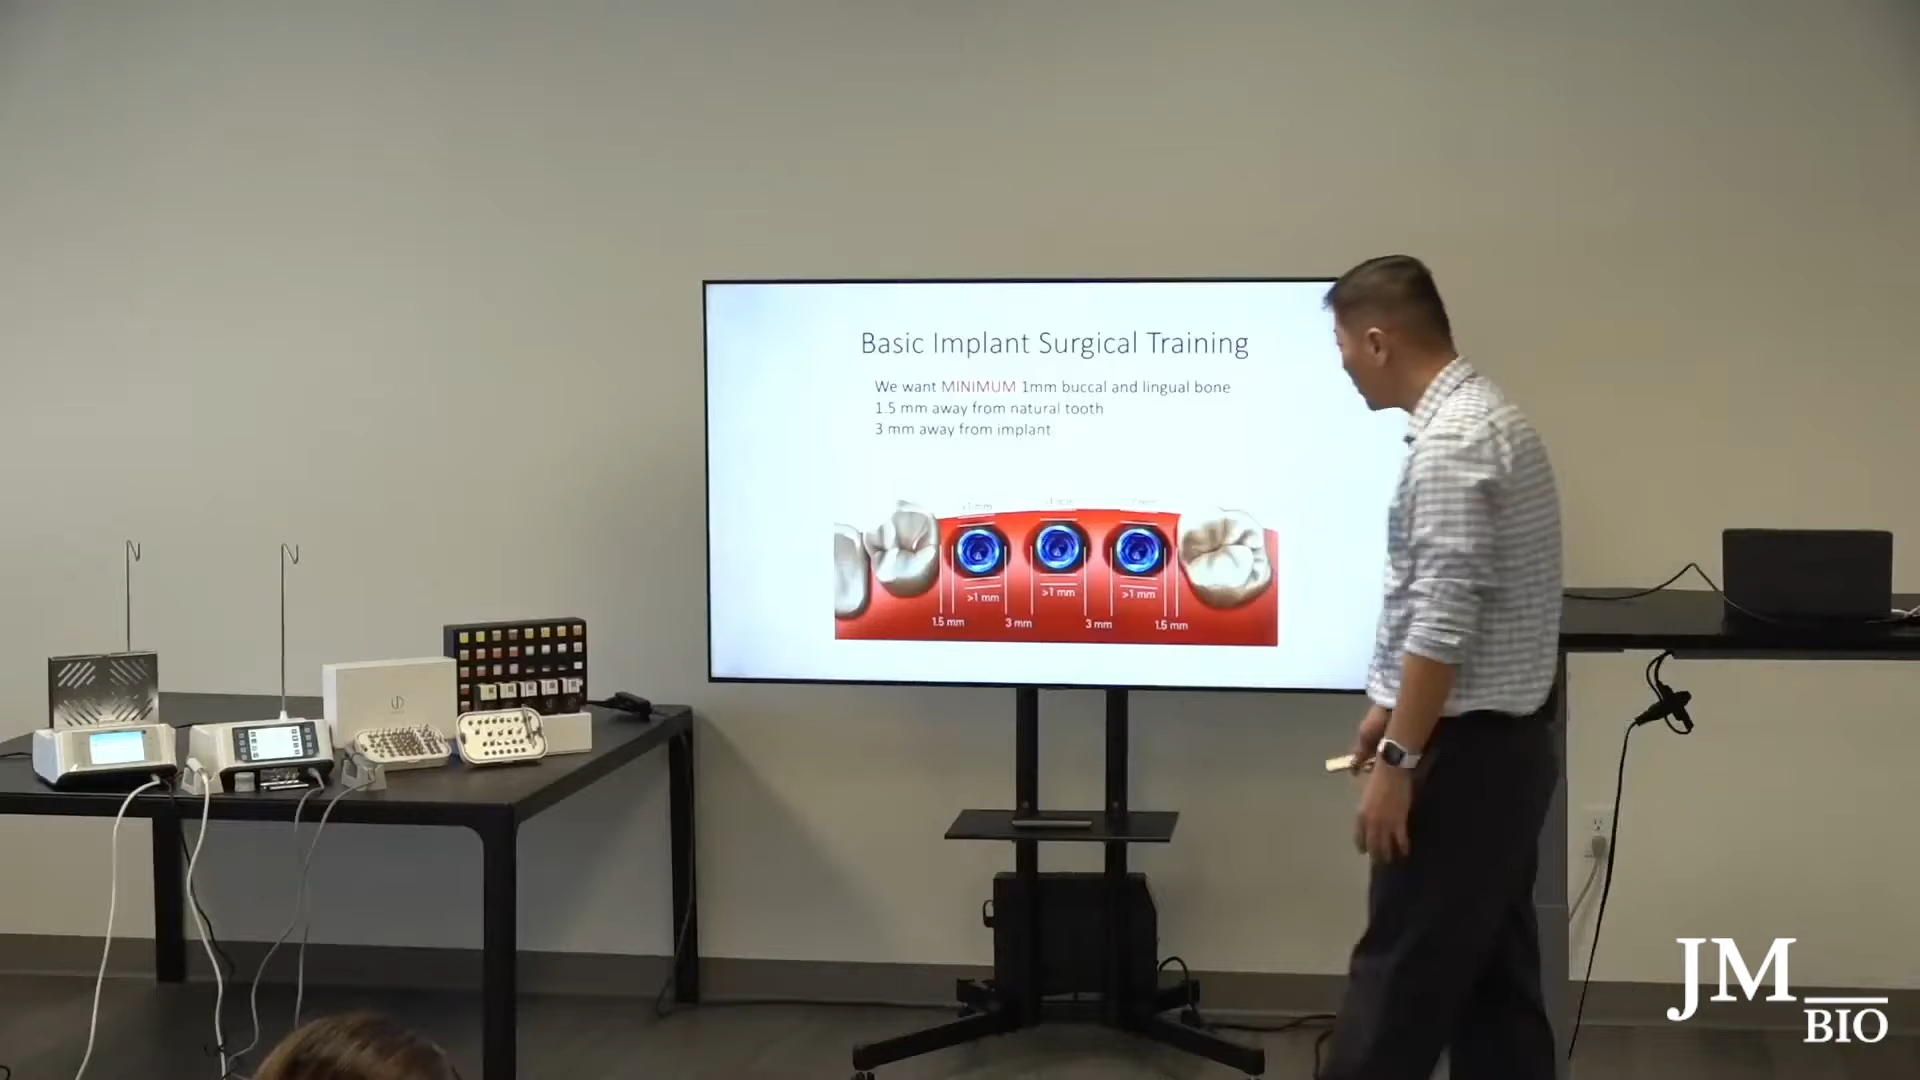 Basic Implant Surgical Training
We want MINIMUM 1mm buccal and lingual bone
1.5 mm away from natural tooth
3 mm away from implant
>1 mm
>1 mm
>1 mm
1.5 mm
3 mm
3 mm
1.5 mm
JM
BIO